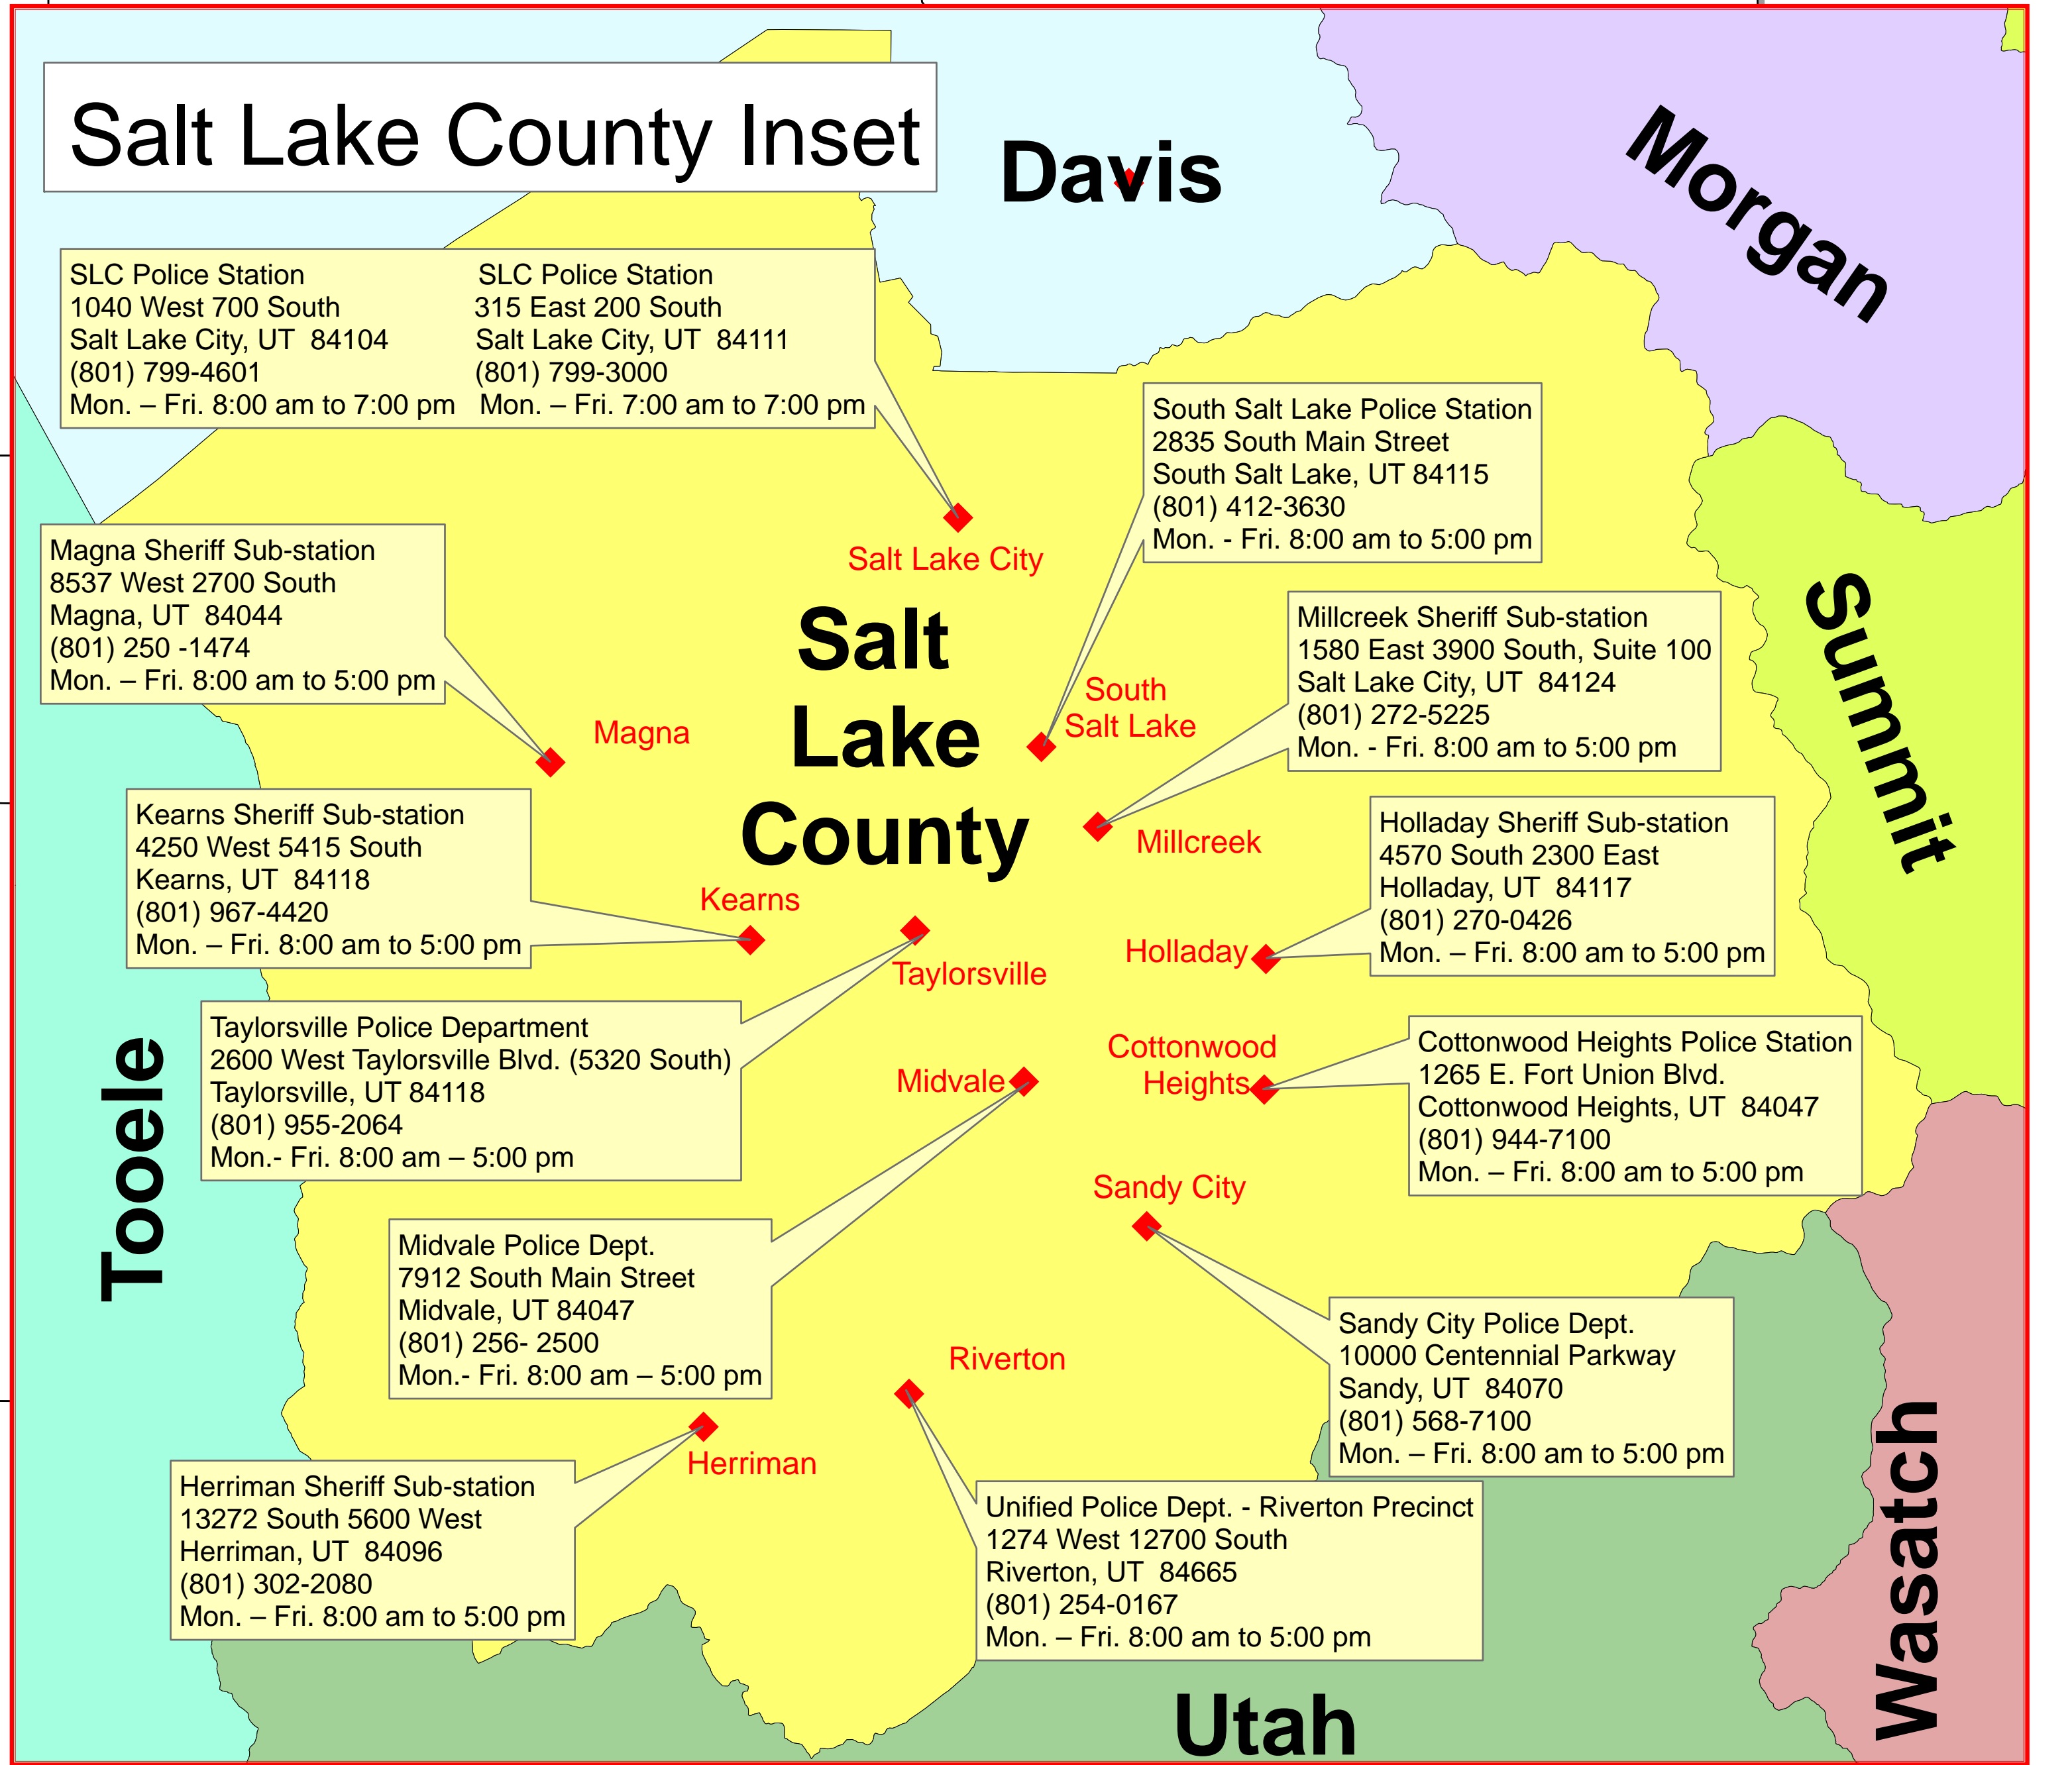 Salt Lake County Inset
Davis
Morgan
SLC Police Station
1040 West 700 South
Salt Lake City, UT  84104
(801) 799-4601
Mon. – Fri. 8:00 am to 7:00 pm
SLC Police Station
315 East 200 South
Salt Lake City, UT  84111
(801) 799-3000
Mon. – Fri. 7:00 am to 7:00 pm
South Salt Lake Police Station
2835 South Main Street
South Salt Lake, UT 84115
(801) 412-3630
Mon. - Fri. 8:00 am to 5:00 pm
Salt Lake City
Magna Sheriff Sub-station
8537 West 2700 South
Magna, UT  84044
(801) 250 -1474
Mon. – Fri. 8:00 am to 5:00 pm
Salt
Lake
County
Millcreek Sheriff Sub-station
1580 East 3900 South, Suite 100
Salt Lake City, UT  84124
(801) 272-5225
Mon. - Fri. 8:00 am to 5:00 pm
Summit
South
Salt Lake
Magna
Kearns Sheriff Sub-station
4250 West 5415 South
Kearns, UT  84118
(801) 967-4420
Mon. – Fri. 8:00 am to 5:00 pm
Millcreek
Holladay Sheriff Sub-station
4570 South 2300 East
Holladay, UT  84117
(801) 270-0426
Mon. – Fri. 8:00 am to 5:00 pm
Kearns
Holladay
Taylorsville
Taylorsville Police Department
2600 West Taylorsville Blvd. (5320 South)
Taylorsville, UT 84118
(801) 955-2064
Mon.- Fri. 8:00 am – 5:00 pm
Tooele
Midvale
Cottonwood
Heights
Cottonwood Heights Police Station
1265 E. Fort Union Blvd.
Cottonwood Heights, UT  84047
(801) 944-7100
Mon. – Fri. 8:00 am to 5:00 pm
Sandy City
Midvale Police Dept.
7912 South Main Street
Midvale, UT 84047
(801) 256- 2500
Mon.- Fri. 8:00 am – 5:00 pm
Sandy City Police Dept.
10000 Centennial Parkway
Sandy, UT  84070
(801) 568-7100
Mon. – Fri. 8:00 am to 5:00 pm
Riverton
Herriman
Wasatch
Herriman Sheriff Sub-station
13272 South 5600 West
Herriman, UT  84096
(801) 302-2080
Mon. – Fri. 8:00 am to 5:00 pm
Unified Police Dept. - Riverton Precinct
1274 West 12700 South
Riverton, UT  84665
(801) 254-0167
Mon. – Fri. 8:00 am to 5:00 pm
Utah